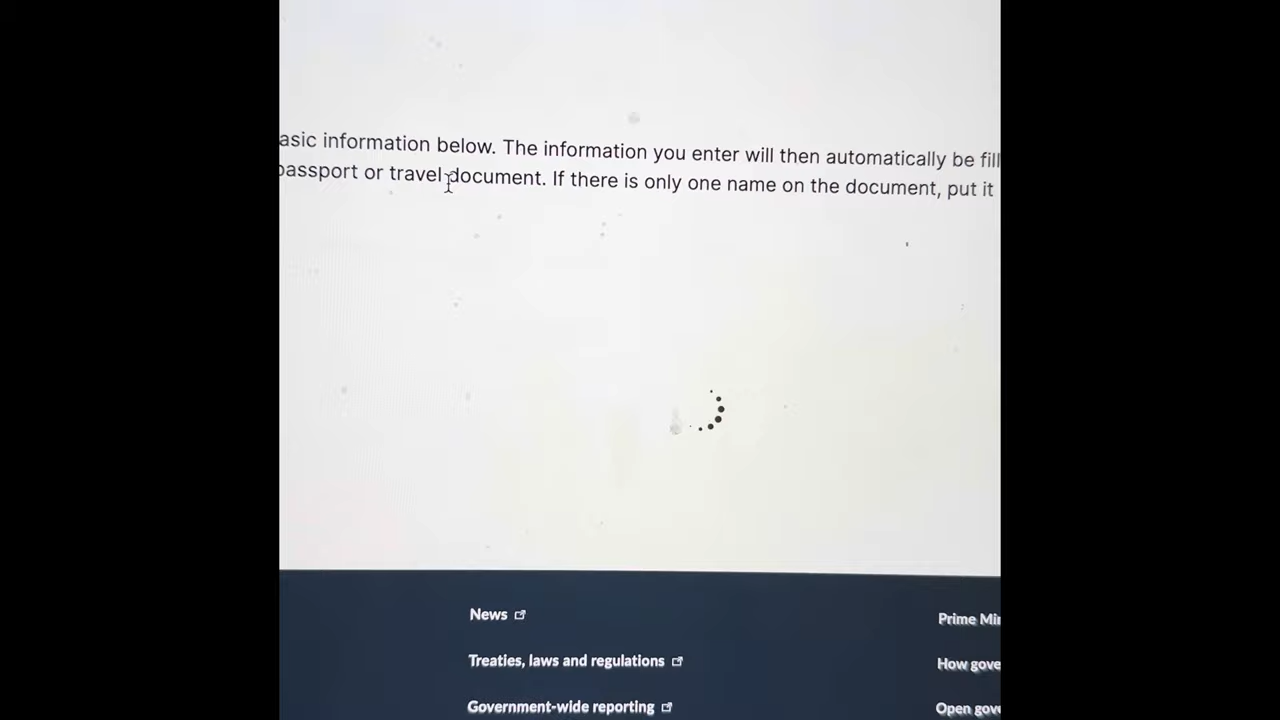 asic information below. The information you enter will then automatically be fill
passport or travel document. If there is only one name on the document, put it
News
Prime Min
Treaties, laws and regulations
How gove
Government-wide reporting
Open gove